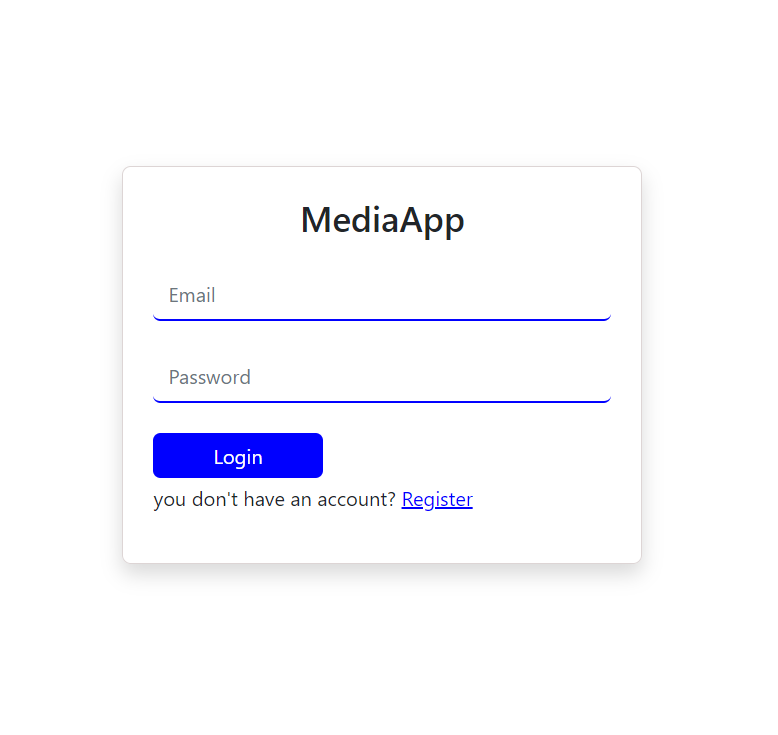 MediaApp
Email
Password
Login
you don't have an account? Register